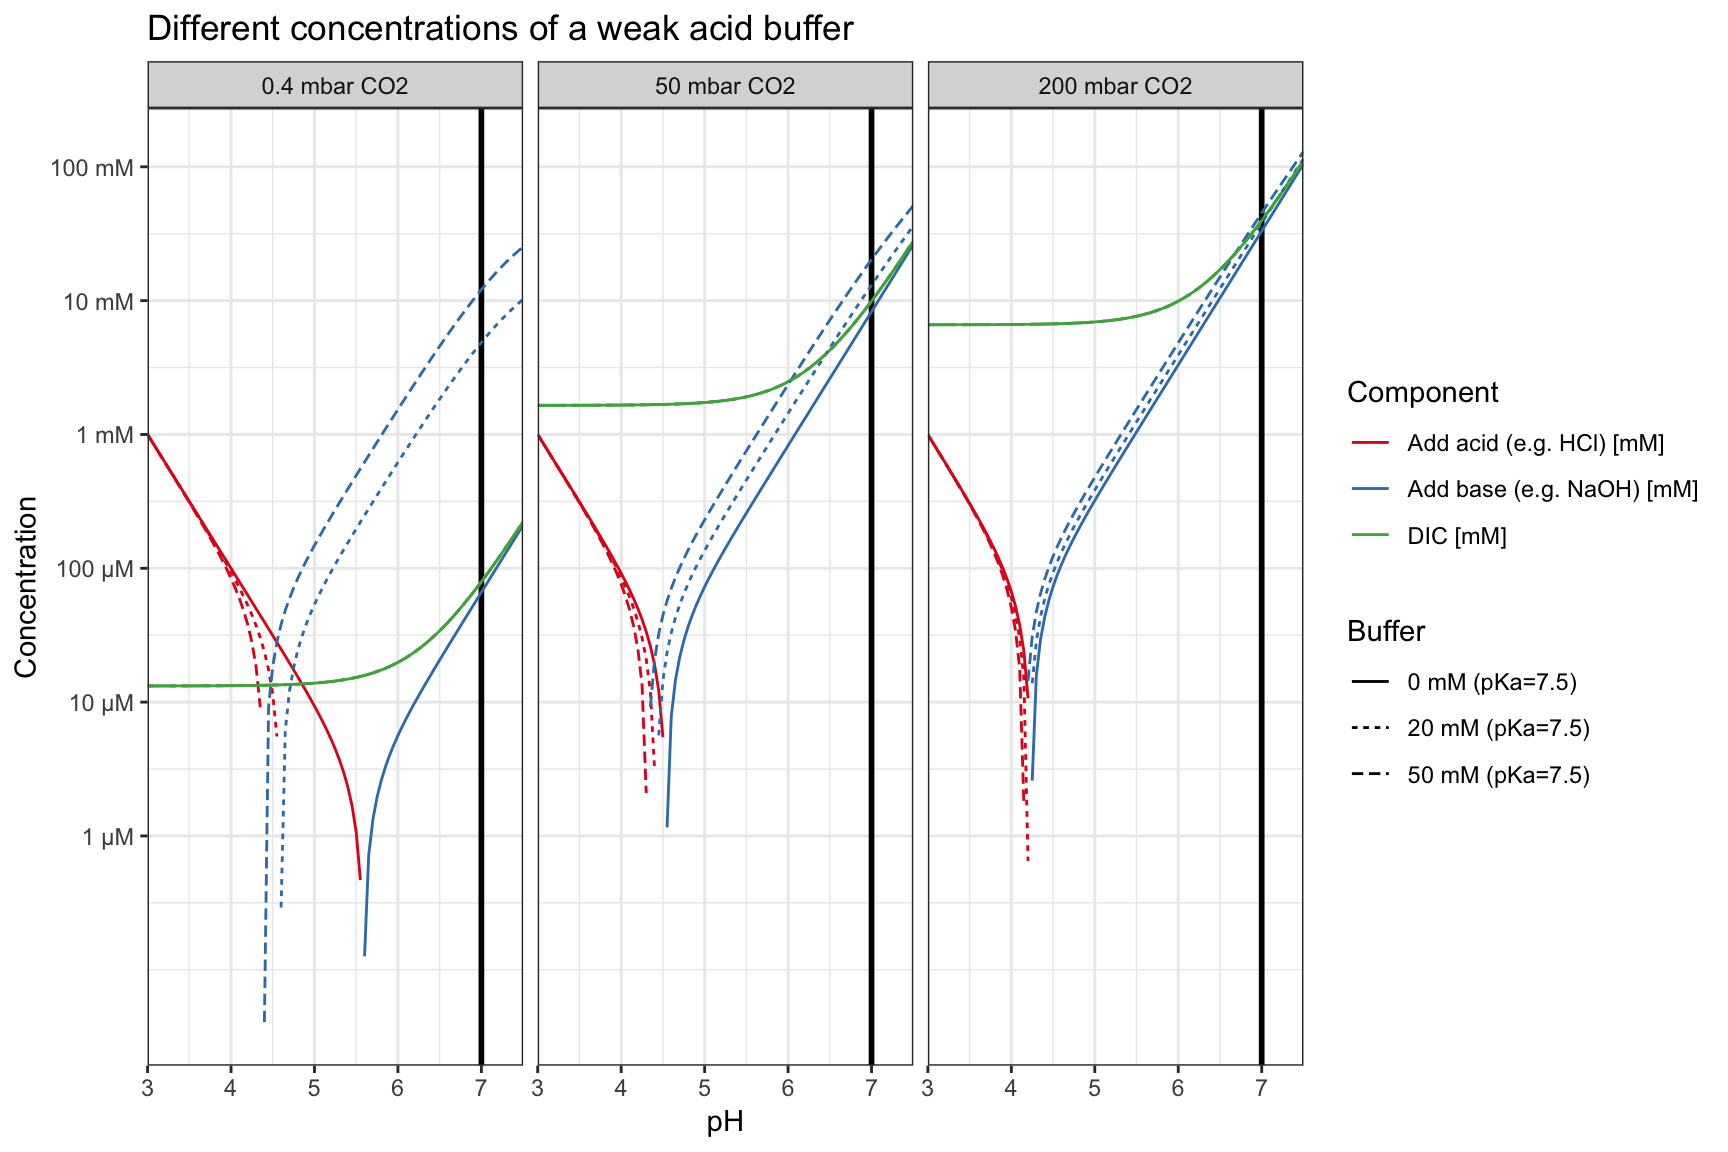 Different concentrations of a weak acid buffer
0.4 mbar CO2
50 mbar CO2
200 mbar CO2
100 mM
10 mM
1 mM
100 µM
10 µM
1 µM
Concentration
3 4 5 6 7
3 4 5 6 7
3 4 5 6 7
pH
Component
Add acid (e.g. HCl) [mM]
Add base (e.g. NaOH) [mM]
DIC [mM]
Buffer
0 mM (pKa=7.5)
20 mM (pKa=7.5)
50 mM (pKa=7.5)